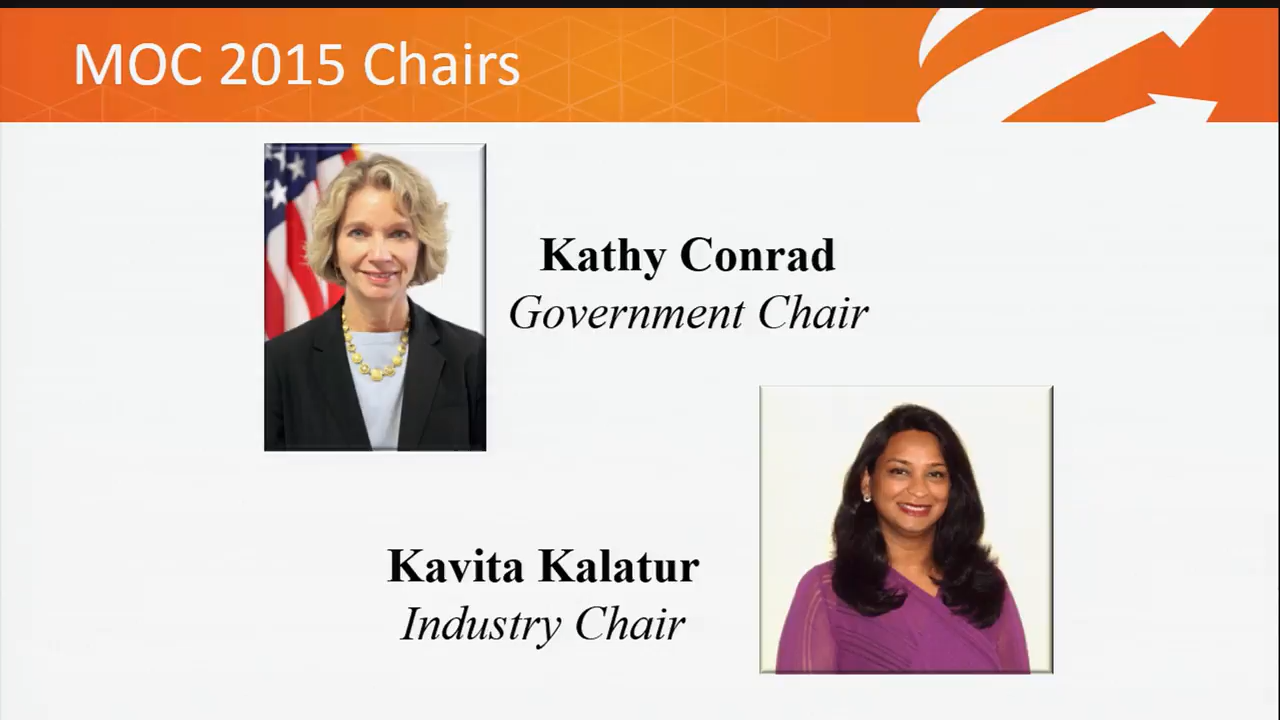 MOC 2015 Chairs
Kathy Conrad
Government Chair
Kavita Kalatur
Industry Chair